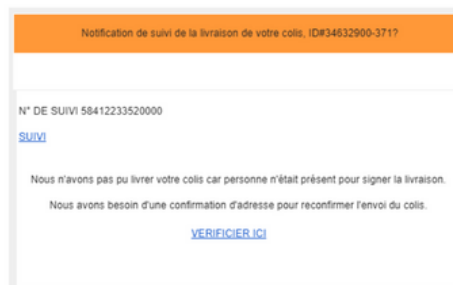 Notification de suivi de la livraison de votre colis, ID#34632900-371?
N° DE SUIVI 58412233520000
SUIVI
Nous n'avons pas pu livrer votre colis car personne n'était présent pour signer la livraison.
Nous avons besoin d'une confirmation d'adresse pour reconfirmer l'envoi du colis.
VERIFICIER ICI